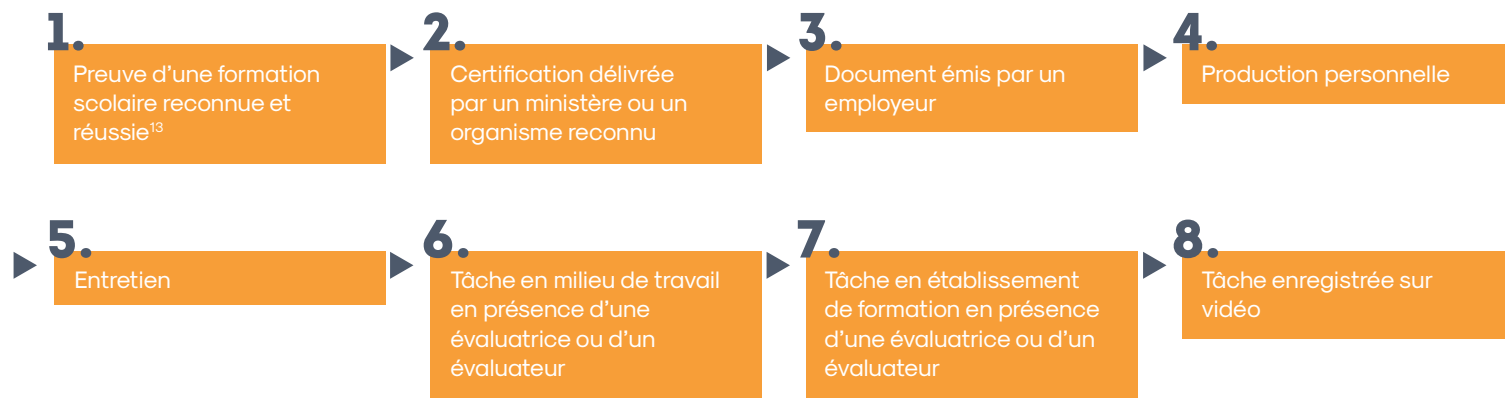 1.
Preuve d'une formation
scolaire reconnue et
réussie13
2.
Certification délivrée
par un ministère ou un
organisme reconnu
3.
Document émis par un
employeur
4.
Production personnelle
5.
Entretien
6.
Tâche en milieu de travail
en présence d'une
évaluatrice ou d'un
évaluateur
7.
Tâche en établissement
de formation en présence
d'une évaluatrice ou d'un
évaluateur
8.
Tâche enregistrée sur
vidéo